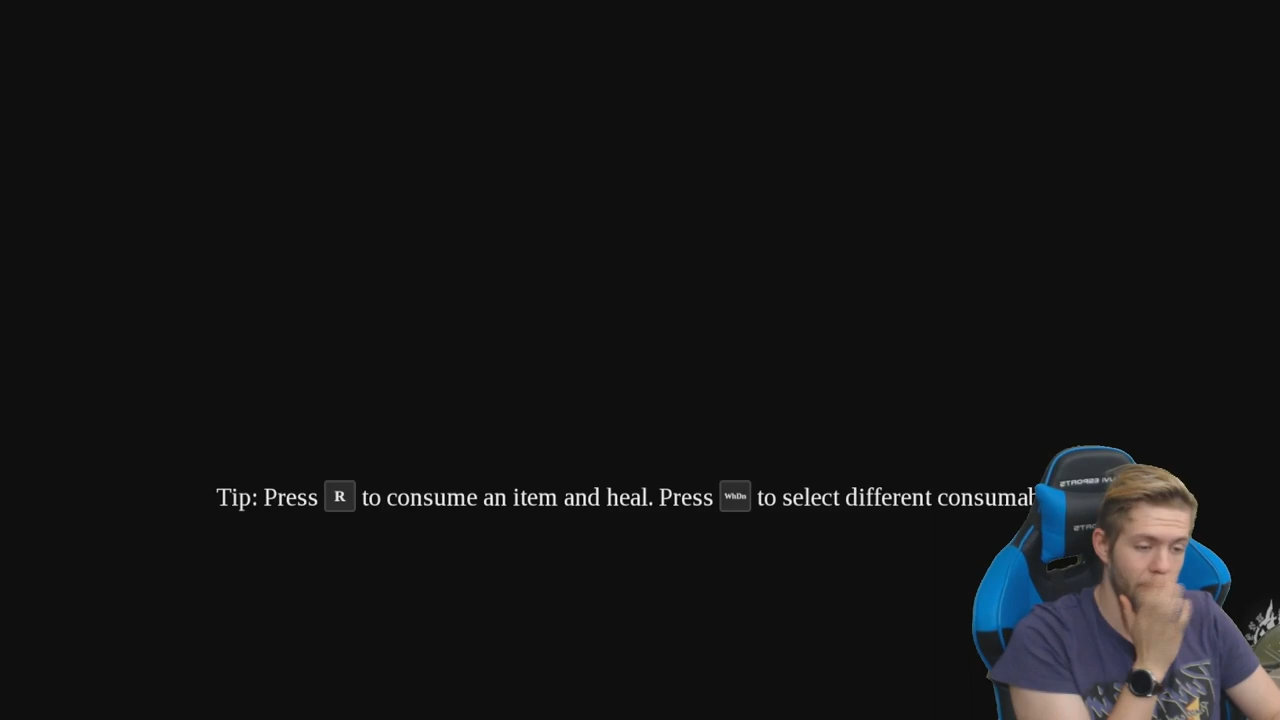 Tip: Press R to consume an item and heal. Press WhDn to select different consumab